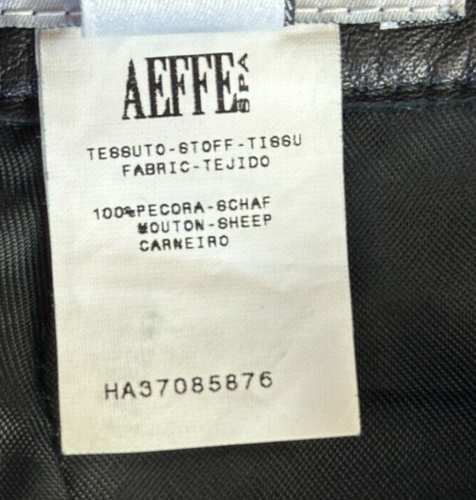 AEFFE SPA
TESSUTO-STOFF-TISSU
FABRIC-TEJIDO
100%PECORA-SCHAF
MOUTON-SHEEP
CARNEIRO
HA37085876